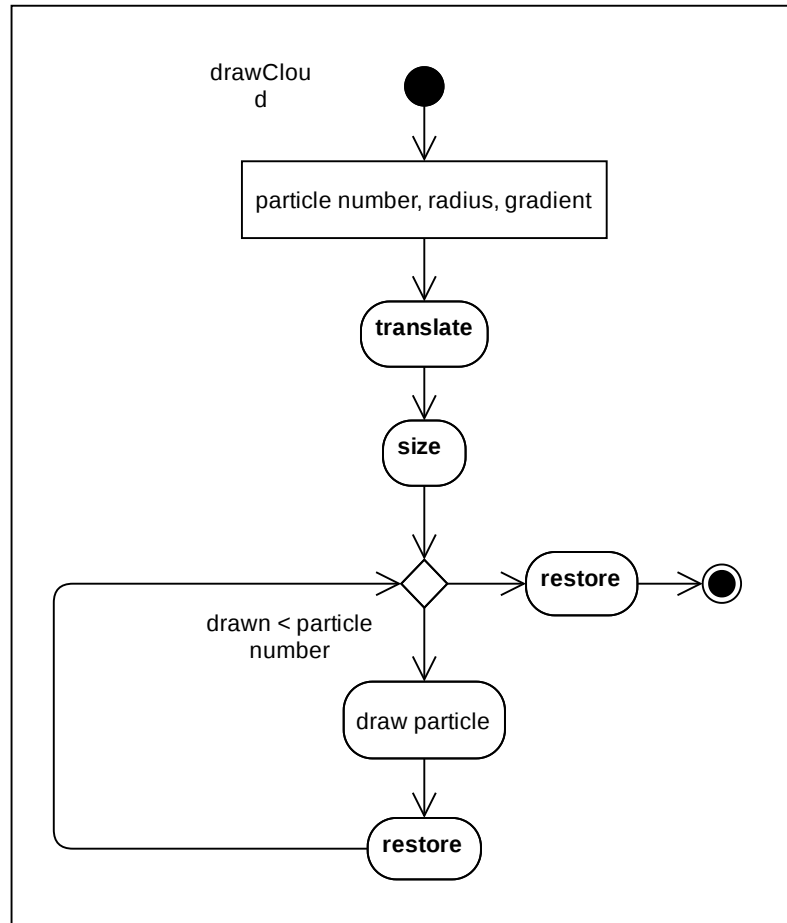 drawClou
d
particle number, radius, gradient
translate
size
restore
drawn < particle
number
draw particle
restore